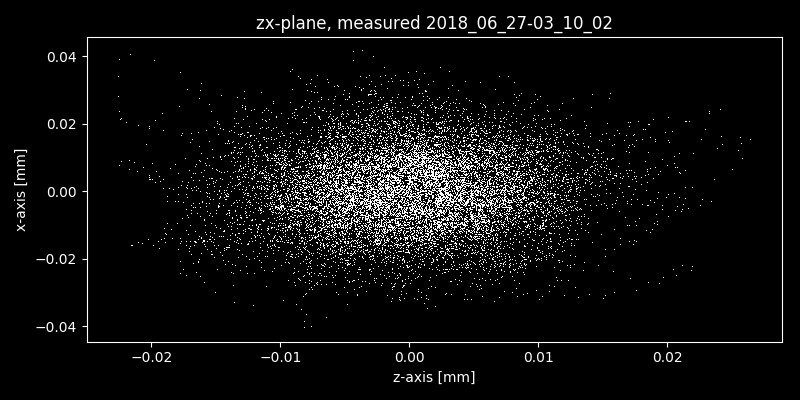 zx-plane, measured 2018_06_27-03_10_02
0.04
0.02
0.00
−0.02
−0.04
x-axis [mm]
−0.02 −0.01 0.00 0.01 0.02
z-axis [mm]